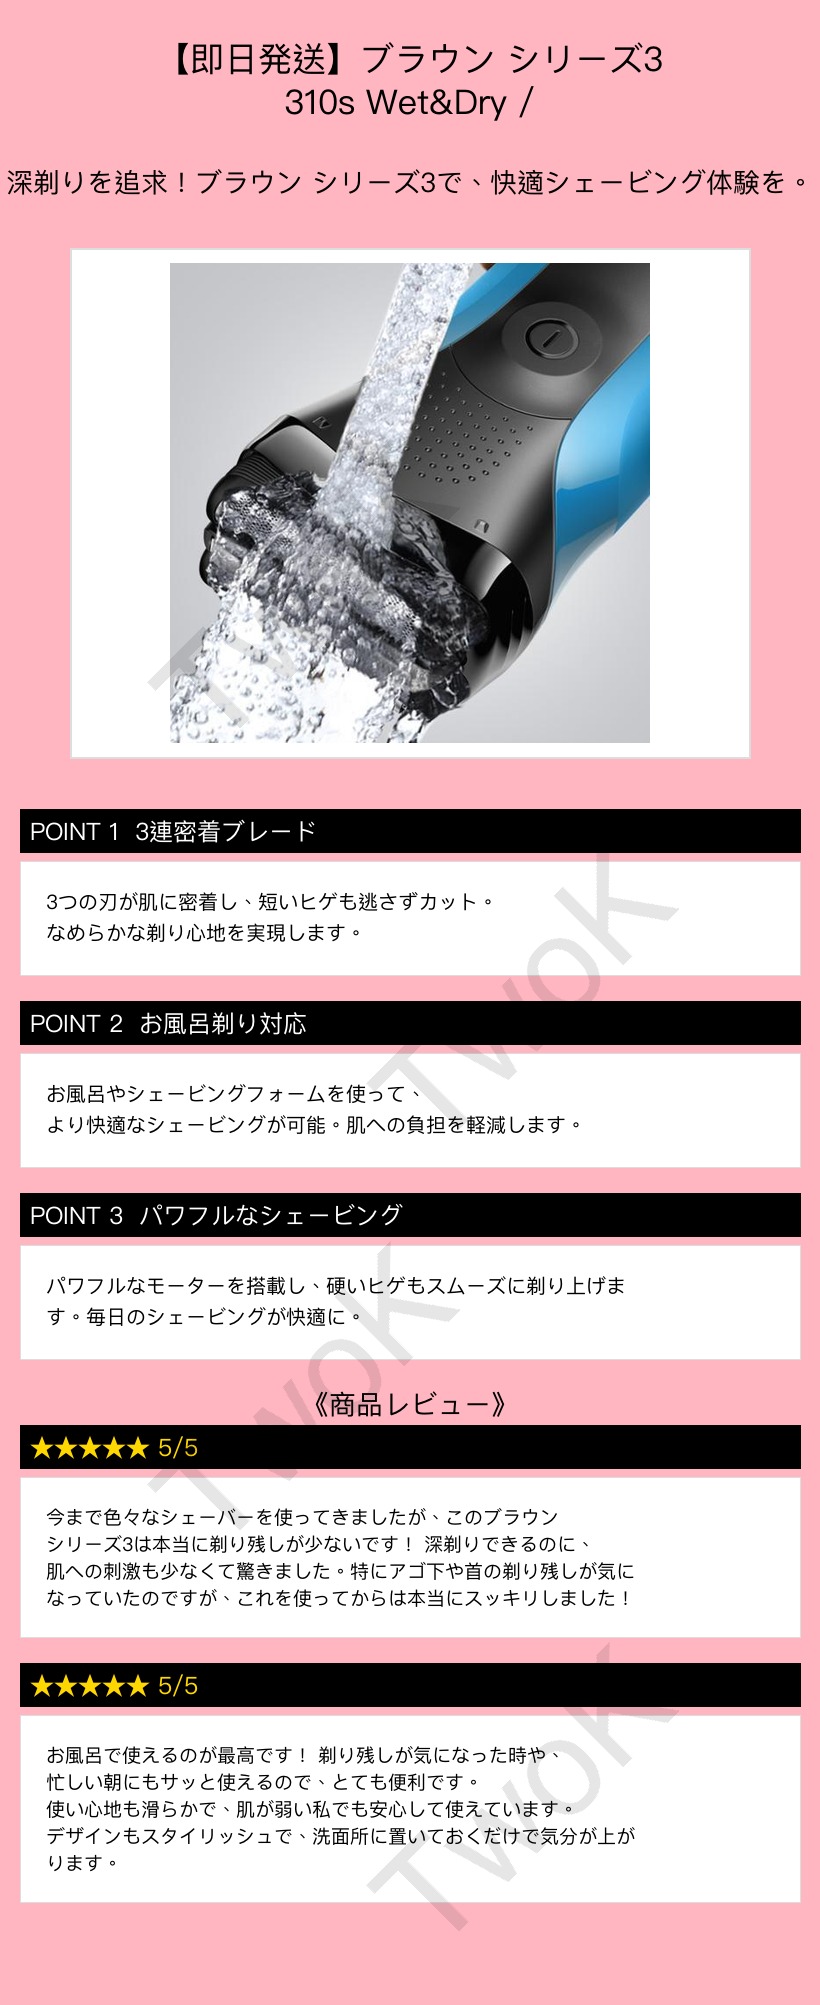 【即日発送】ブラウン シリーズ3
310s Wet&Dry /
深剃りを追求！ブラウン シリーズ3で、快適シェービング体験を。
POINT 1 3連密着ブレード
3つの刃が肌に密着し、短いヒゲも逃さずカット。
なめらかな剃り心地を実現します。
POINT 2 お風呂剃り対応
お風呂やシェービングフォームを使って、
より快適なシェービングが可能。肌への負担を軽減します。
POINT 3 パワフルなシェービング
パワフルなモーターを搭載し、硬いヒゲもスムーズに剃り上げま
す。毎日のシェービングが快適に。
《商品レビュー》
★★★★★ 5/5
今まで色々なシェーバーを使ってきましたが、このブラウン
シリーズ3は本当に剃り残しが少ないです！ 深剃りできるのに、
肌への刺激も少なくて驚きました。特にアゴ下や首の剃り残しが気に
なっていたのですが、これを使ってからは本当にスッキリしました！
★★★★★ 5/5
お風呂で使えるのが最高です！ 剃り残しが気になった時や、
忙しい朝にもサッと使えるので、とても便利です。
使い心地も滑らかで、肌が弱い私でも安心して使えています。
デザインもスタイリッシュで、洗面所に置いておくだけで気分が上が
ります。
TwoK
TwoK
TwoK
TwoK